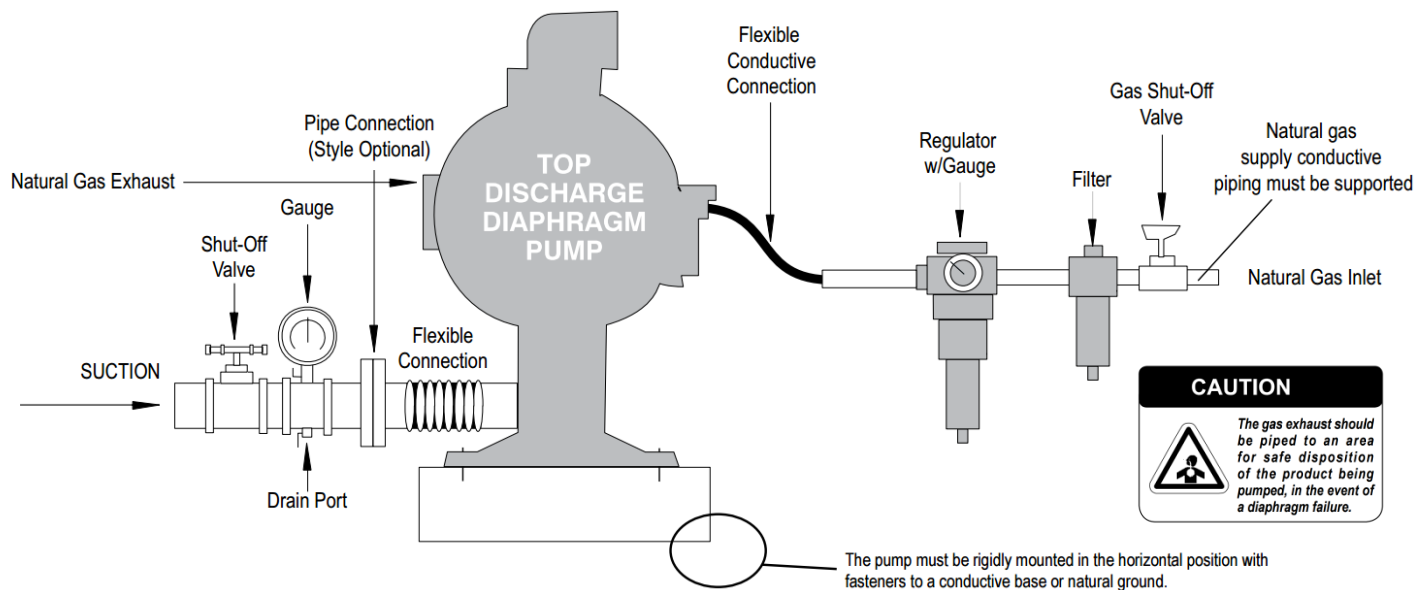 Flexible
Conductive
Connection
Gas Shut-Off
Valve
Pipe Connection
(Style Optional)
Regulator
w/Gauge
Natural gas
supply conductive
piping must be supported
TOP
DISCHARGE
DIAPHRAGM
PUMP
Natural Gas Exhaust
Filter
Gauge
Shut-Off
Valve
Natural Gas Inlet
Flexible
Connection
SUCTION
CAUTION
The gas exhaust should
be piped to an area
for safe disposition
of the product being
pumped, in the event of
a diaphragm failure.
Drain Port
The pump must be rigidly mounted in the horizontal position with
fasteners to a conductive base or natural ground.